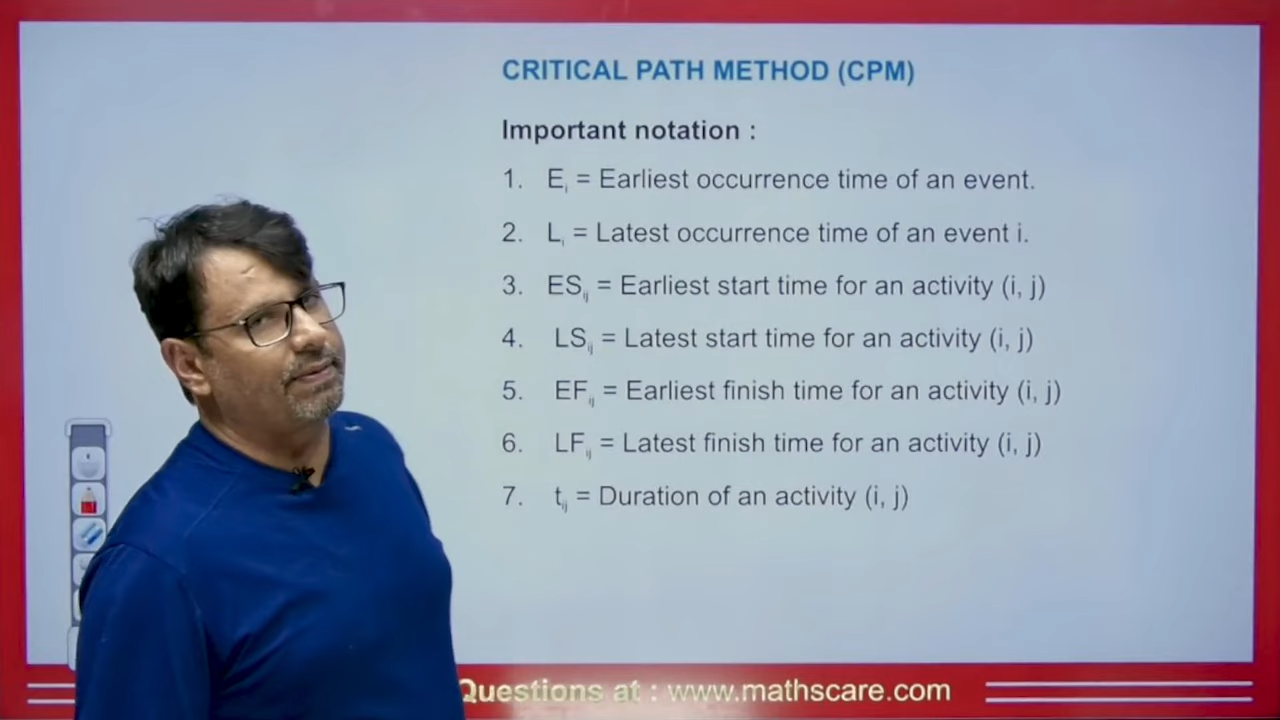 CRITICAL PATH METHOD (CPM)
Important notation :
1. Eᵢ = Earliest occurrence time of an event.
2. Lᵢ = Latest occurrence time of an event i.
3. ESᵢⱼ = Earliest start time for an activity (i, j)
4. LSᵢⱼ = Latest start time for an activity (i, j)
5. EFᵢⱼ = Earliest finish time for an activity (i, j)
6. LFᵢⱼ = Latest finish time for an activity (i, j)
7. tᵢⱼ = Duration of an activity (i, j)
Questions at : www.mathscare.com